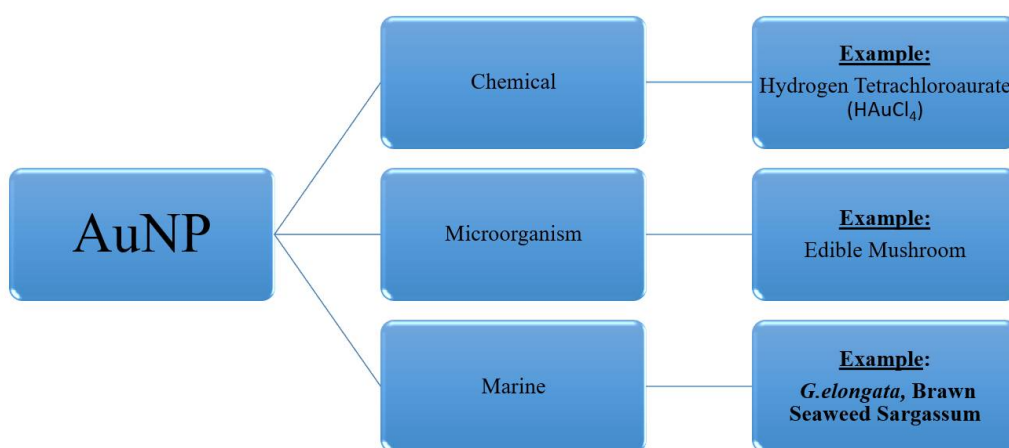 AuNP
Chemical
Example:
Hydrogen Tetrachloroaurate
(HAuCl₄)
Microorganism
Example:
Edible Mushroom
Marine
Example:
G.elongata, Brawn
Seaweed Sargassum